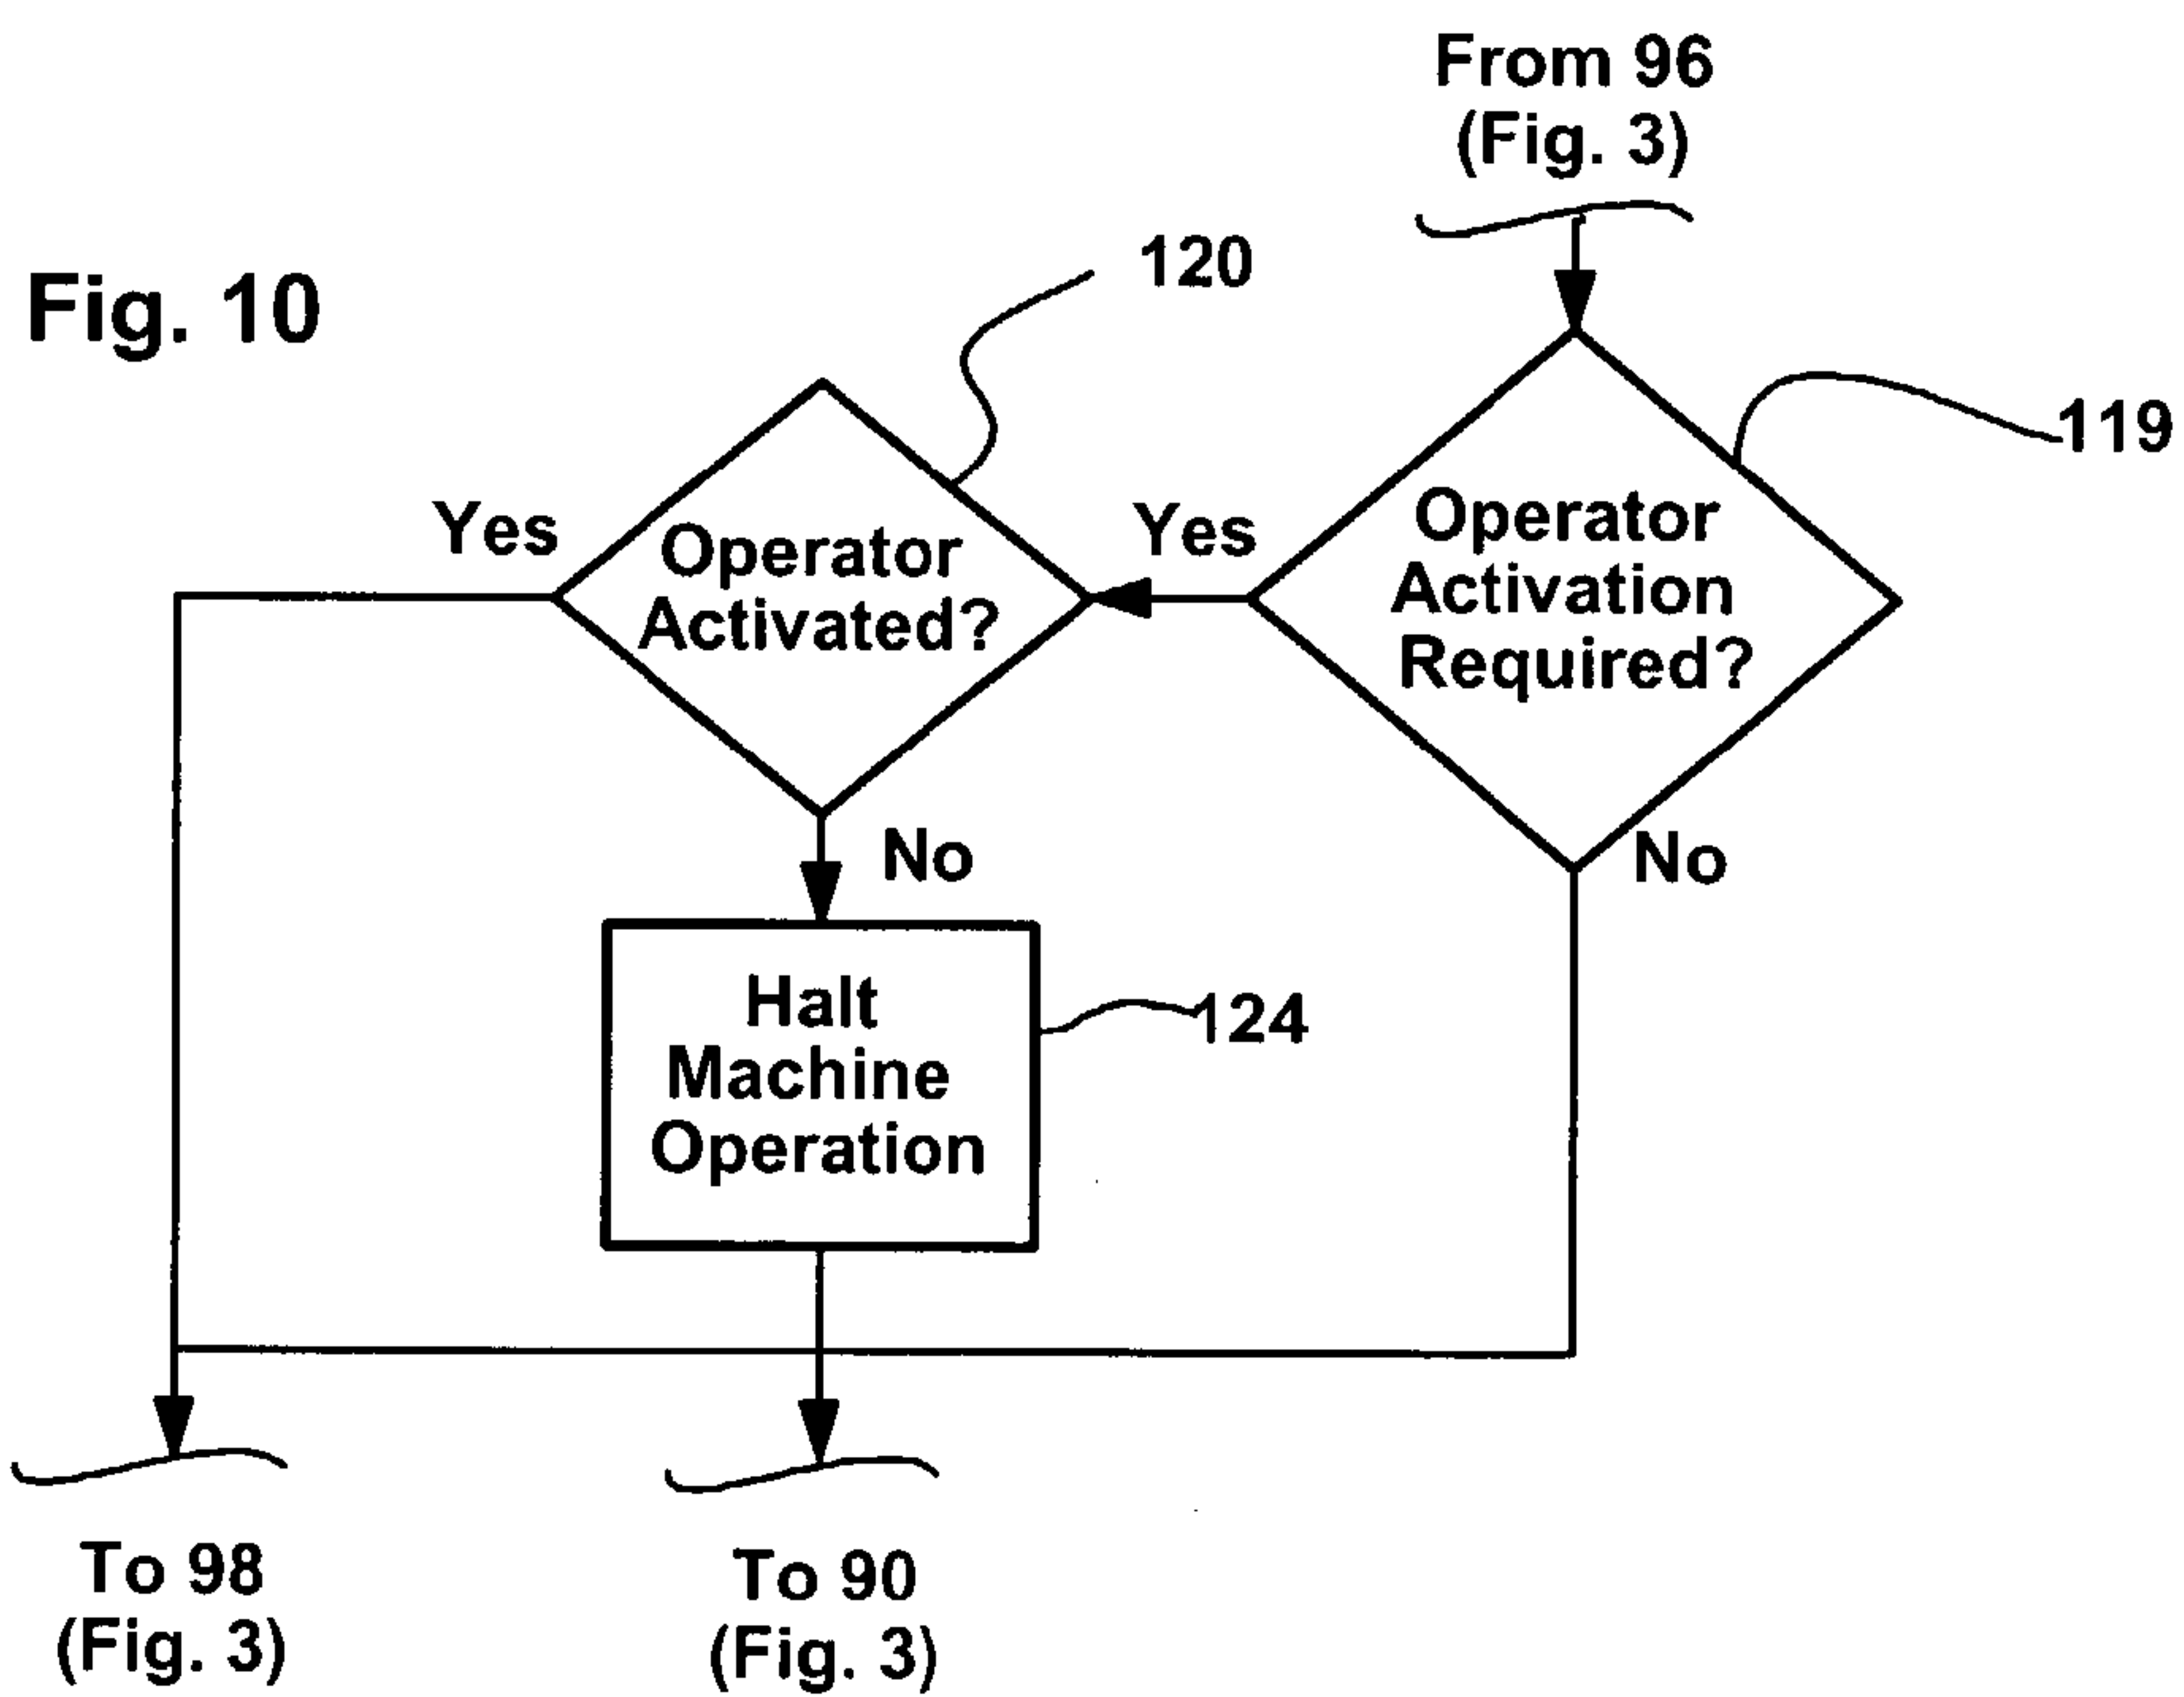 From 96
(Fig. 3)
Fig. 10
120
119
Yes
Operator
Activated?
Yes
Operator
Activation
Required?
No
No
Halt
Machine
Operation
124
To 98
(Fig. 3)
To 90
(Fig. 3)